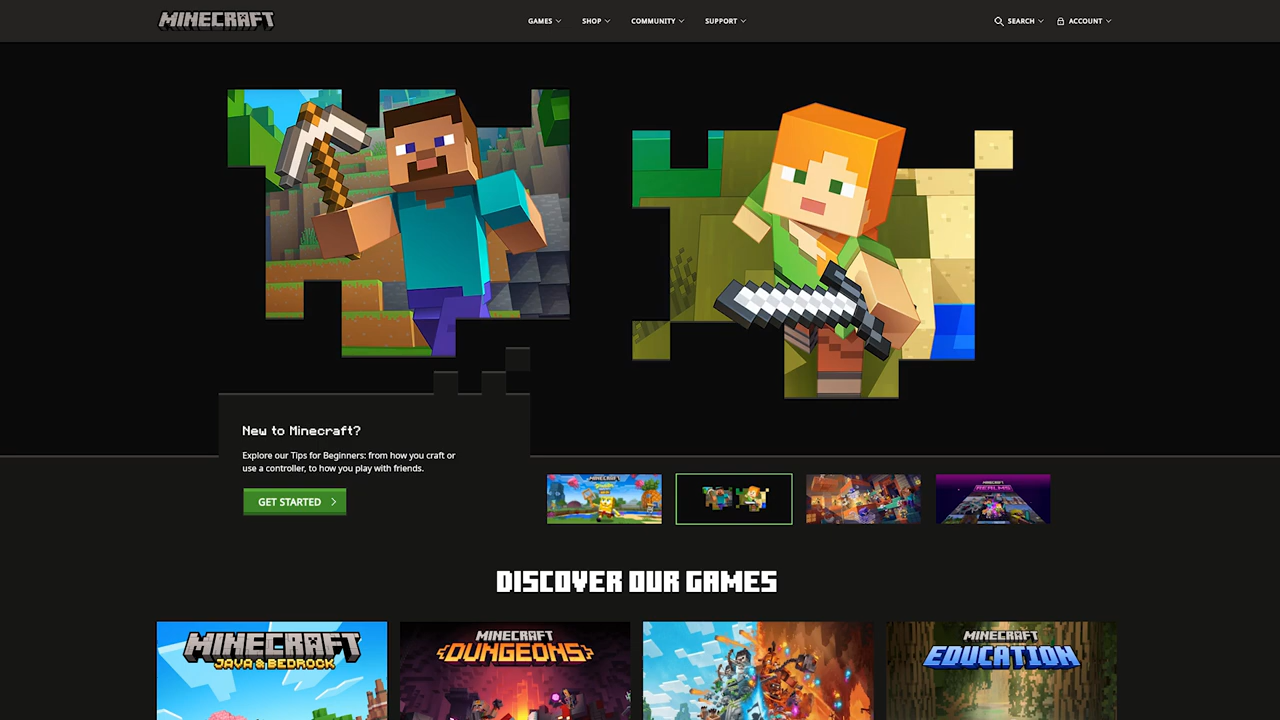 MINECRAFT
GAMES
SHOP
COMMUNITY
SUPPORT
SEARCH
ACCOUNT
New to Minecraft?
Explore our Tips for Beginners: from how you craft or
use a controller, to how you play with friends.
GET STARTED
MINECRAFT
REALMS
DISCOVER OUR GAMES
MINECRAFT
JAVA & BEDROCK
MINECRAFT
DUNGEONS
MINECRAFT
EDUCATION